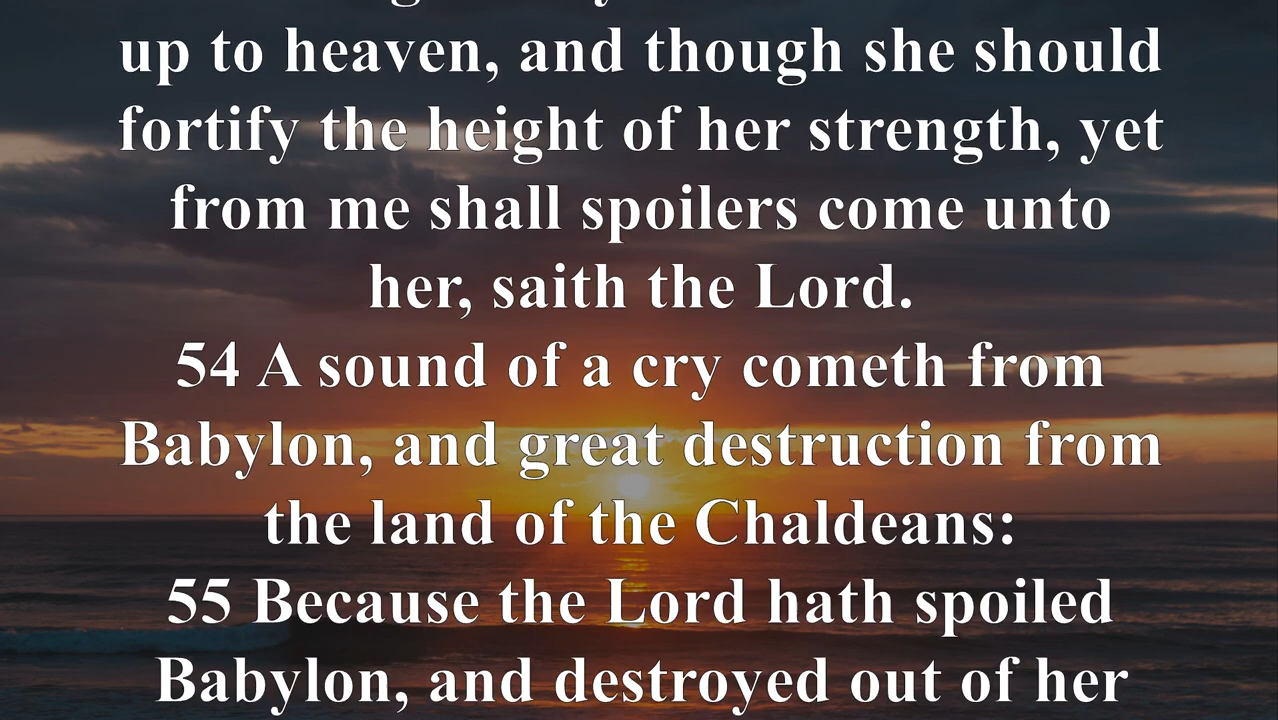 up to heaven, and though she should
fortify the height of her strength, yet
from me shall spoilers come unto
her, saith the Lord.
54 A sound of a cry cometh from
Babylon, and great destruction from
the land of the Chaldeans:
55 Because the Lord hath spoiled
Babylon, and destroyed out of her